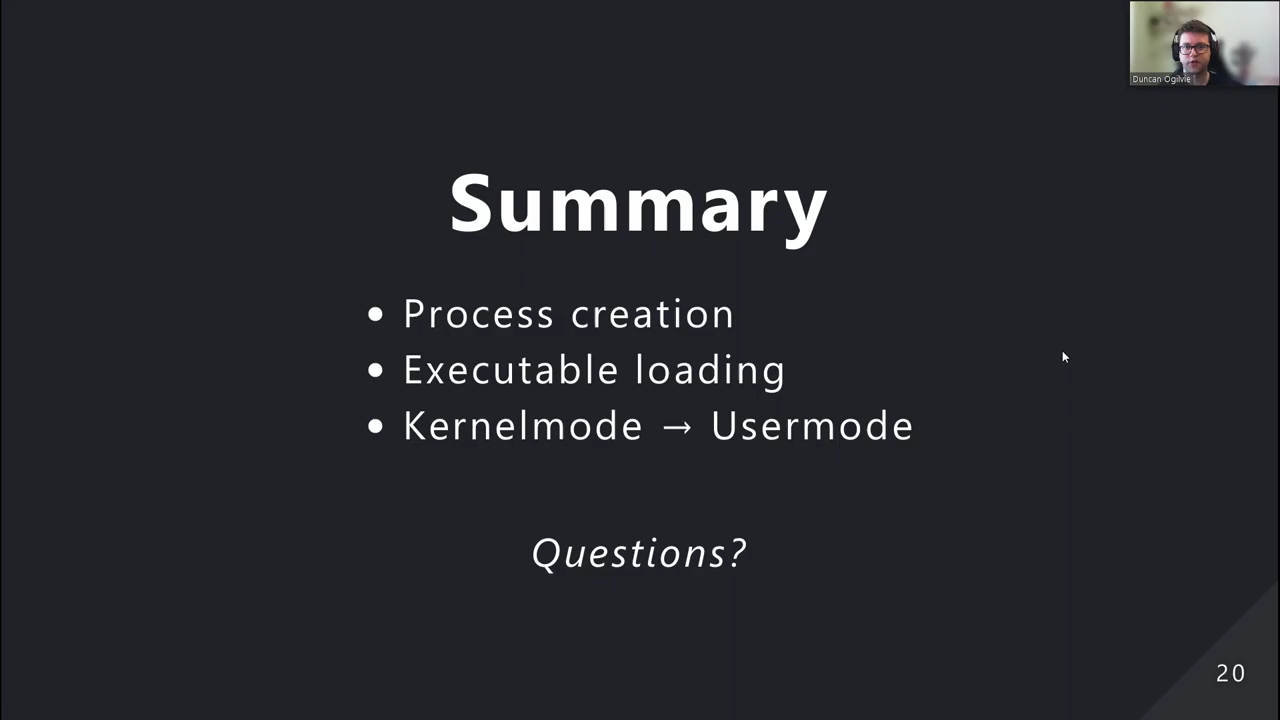 Duncan Ogilvie
Summary
• Process creation
• Executable loading
• Kernelmode → Usermode
Questions?
20